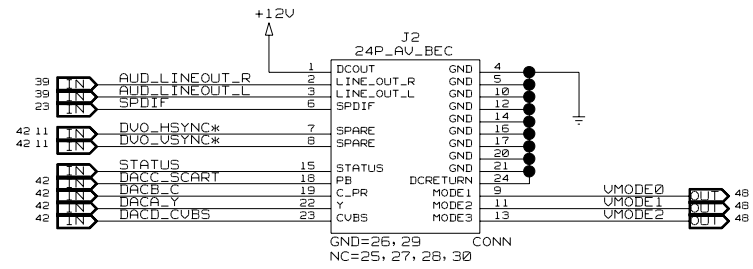 +12V
J2
24P_AV_BEC
1 DCOUT GND 4
39 IN AUD_LINEOUT_R 2 LINE_OUT_R GND 5
39 IN AUD_LINEOUT_L 3 LINE_OUT_L GND 10
23 IN SPDIF 6 SPDIF GND 12
GND 14
42 11 IN DVO_HSYNC* 7 SPARE GND 16
42 11 IN DVO_VSYNC* 8 SPARE GND 17
GND 20
IN STATUS 15 STATUS GND 21
42 IN DACC_SCART 18 PB DCRETURN 24
42 IN DACB_C 19 C_PR MODE1 9 VMODE0 OUT 48
42 IN DACA_Y 22 Y MODE2 11 VMODE1 OUT 48
42 IN DACD_CVBS 23 CVBS MODE3 13 VMODE2 OUT 48
GND=26,29 CONN
NC=25,27,28,30